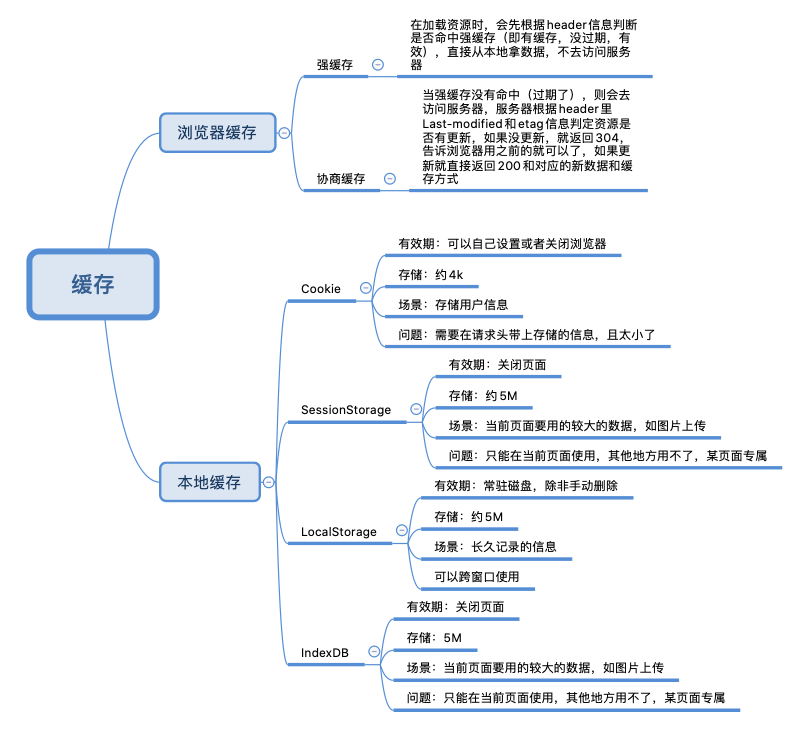 缓存
浏览器缓存
强缓存
在加载资源时，会先根据header信息判断
是否命中强缓存（即有缓存，没过期，有
效），直接从本地拿数据，不去访问服务
器
协商缓存
当强缓存没有命中（过期了），则会去
访问服务器，服务器根据header里
Last-modified和etag信息判定资源是
否有更新，如果没更新，就返回304，
告诉浏览器用之前的就可以了，如果更
新就直接返回200和对应的新数据和缓
存方式
本地缓存
Cookie
有效期：可以自己设置或者关闭浏览器
存储：约4k
场景：存储用户信息
问题：需要在请求头带上存储的信息，且太小了
SessionStorage
有效期：关闭页面
存储：约5M
场景：当前页面要用的较大的数据，如图片上传
问题：只能在当前页面使用，其他地方用不了，某页面专属
LocalStorage
有效期：常驻磁盘，除非手动删除
存储：约5M
场景：长久记录的信息
可以跨窗口使用
IndexDB
有效期：关闭页面
存储：5M
场景：当前页面要用的较大的数据，如图片上传
问题：只能在当前页面使用，其他地方用不了，某页面专属